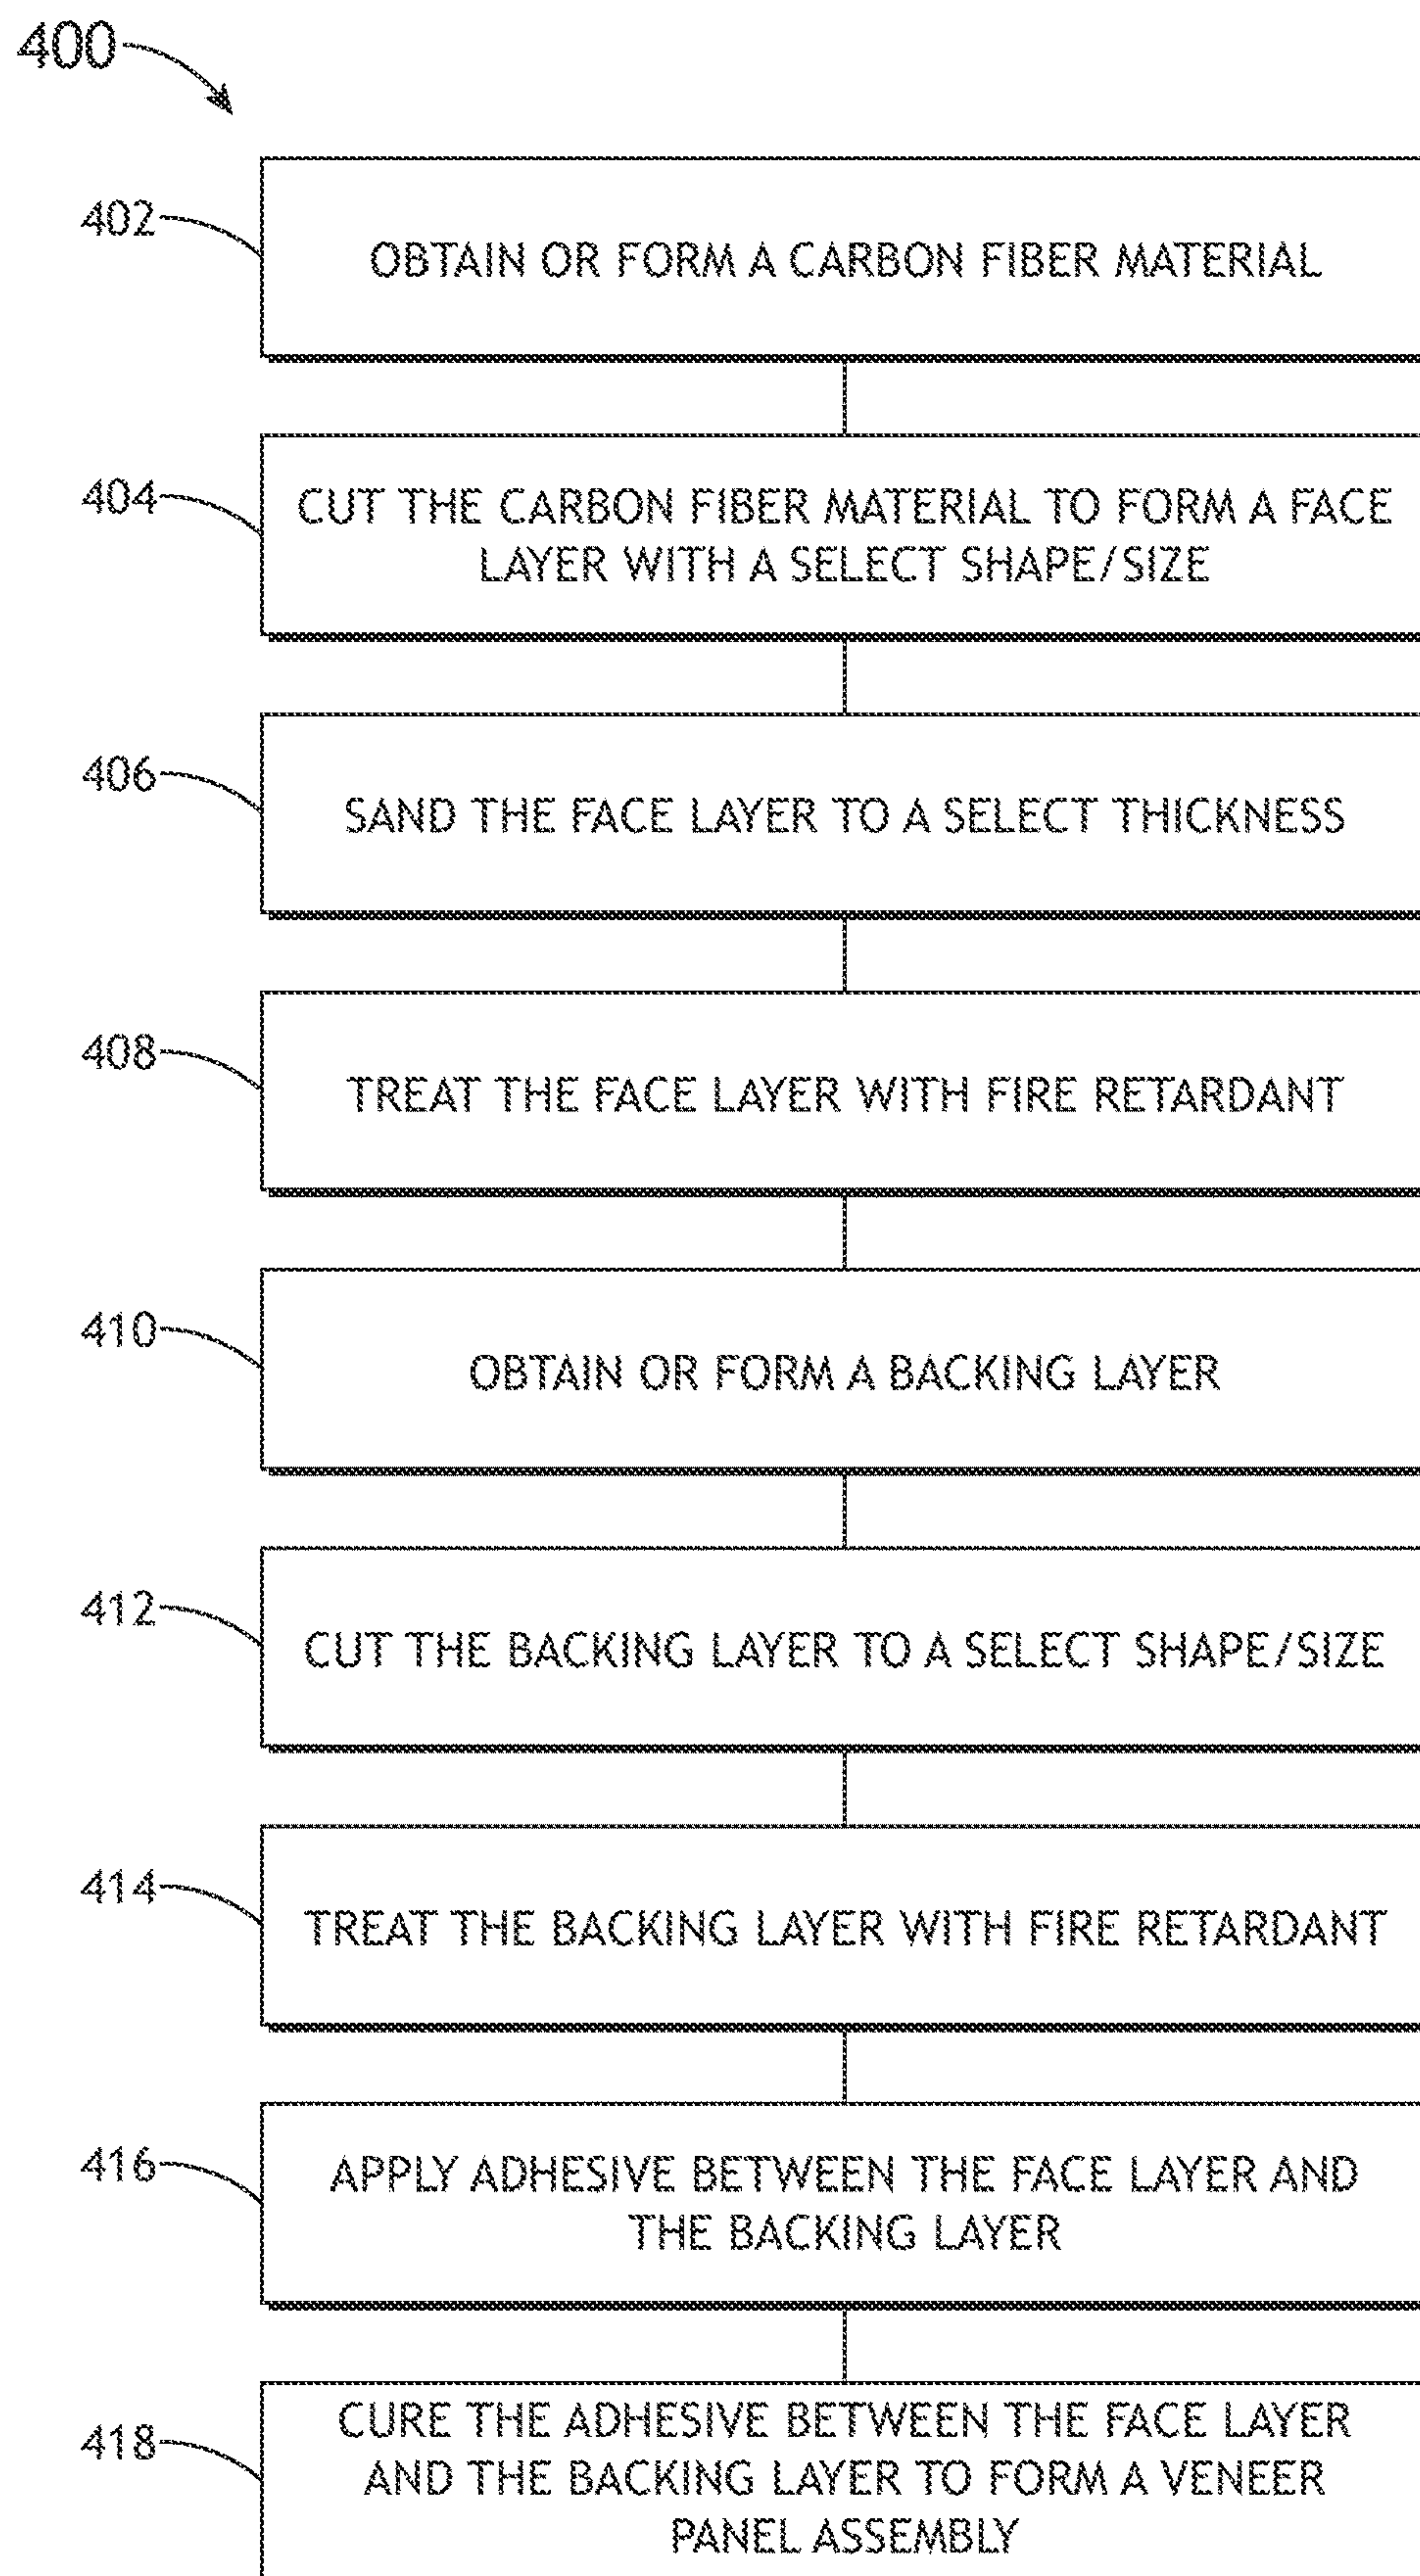 400
402
OBTAIN OR FORM A CARBON FIBER MATERIAL
404
CUT THE CARBON FIBER MATERIAL TO FORM A FACE
LAYER WITH A SELECT SHAPE/SIZE
406
SAND THE FACE LAYER TO A SELECT THICKNESS
408
TREAT THE FACE LAYER WITH FIRE RETARDANT
410
OBTAIN OR FORM A BACKING LAYER
412
CUT THE BACKING LAYER TO A SELECT SHAPE/SIZE
414
TREAT THE BACKING LAYER WITH FIRE RETARDANT
416
APPLY ADHESIVE BETWEEN THE FACE LAYER AND
THE BACKING LAYER
418
CURE THE ADHESIVE BETWEEN THE FACE LAYER
AND THE BACKING LAYER TO FORM A VENEER
PANEL ASSEMBLY